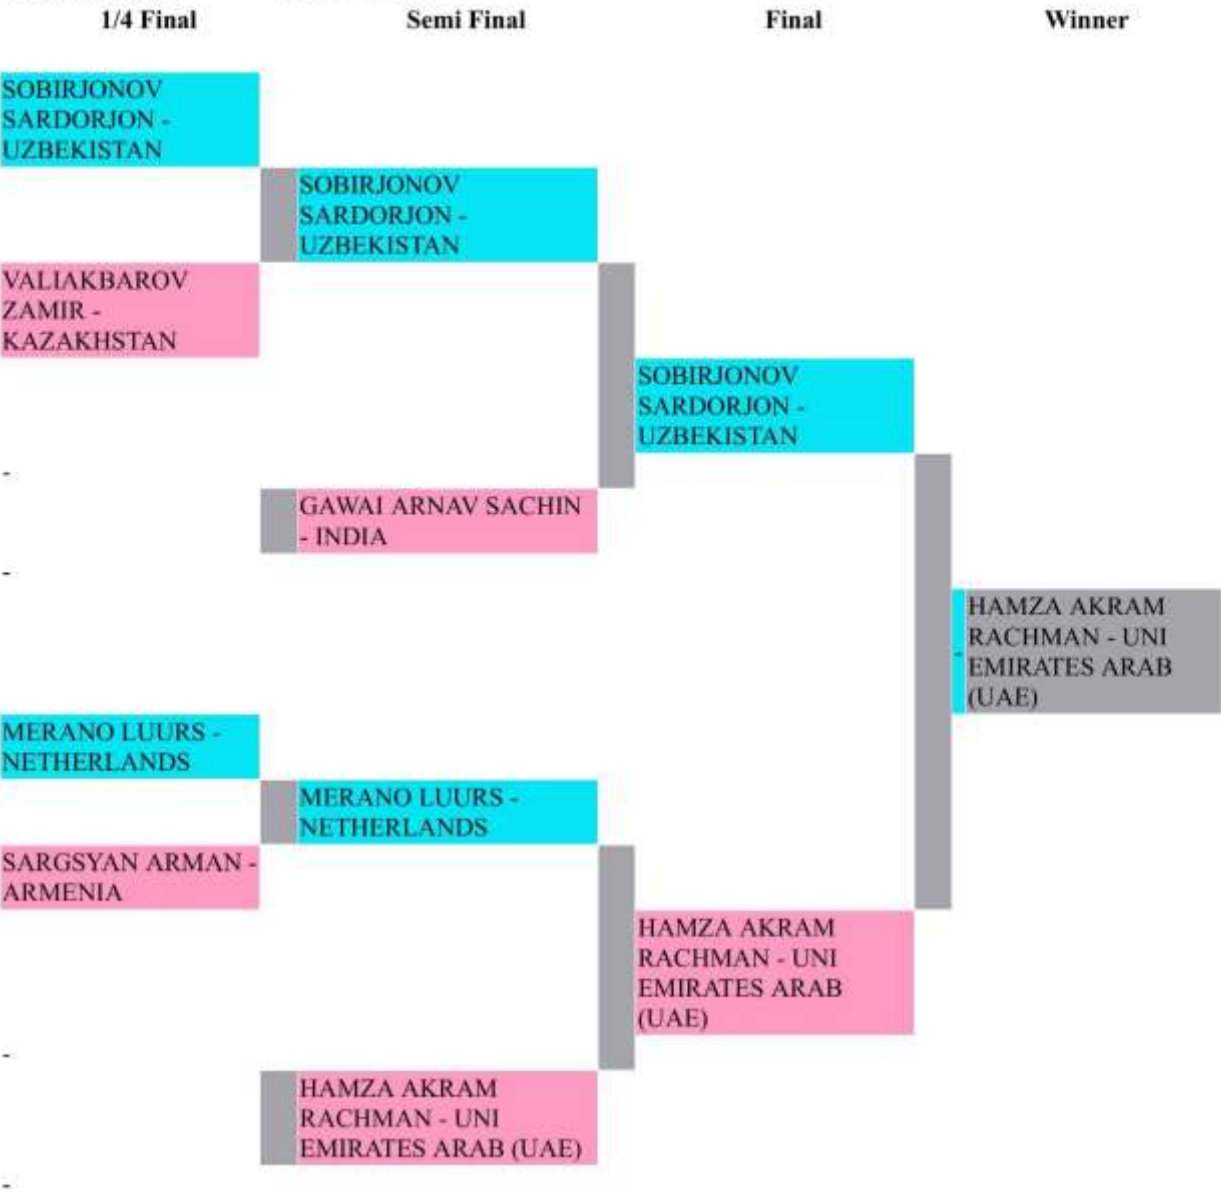 1/4 Final Semi Final Final Winner
SOBIRJONOV
SARDORJON -
UZBEKISTAN
SOBIRJONOV
SARDORJON -
UZBEKISTAN
VALIAKBAROV
ZAMIR -
KAZAKHSTAN
SOBIRJONOV
SARDORJON -
UZBEKISTAN
-
GAWAI ARNAV SACHIN
- INDIA
-
HAMZA AKRAM
RACHMAN - UNI
- EMIRATES ARAB
(UAE)
MERANO LUURS -
NETHERLANDS
MERANO LUURS -
NETHERLANDS
SARGSYAN ARMAN -
ARMENIA
HAMZA AKRAM
RACHMAN - UNI
EMIRATES ARAB
(UAE)
-
HAMZA AKRAM
RACHMAN - UNI
EMIRATES ARAB (UAE)
-